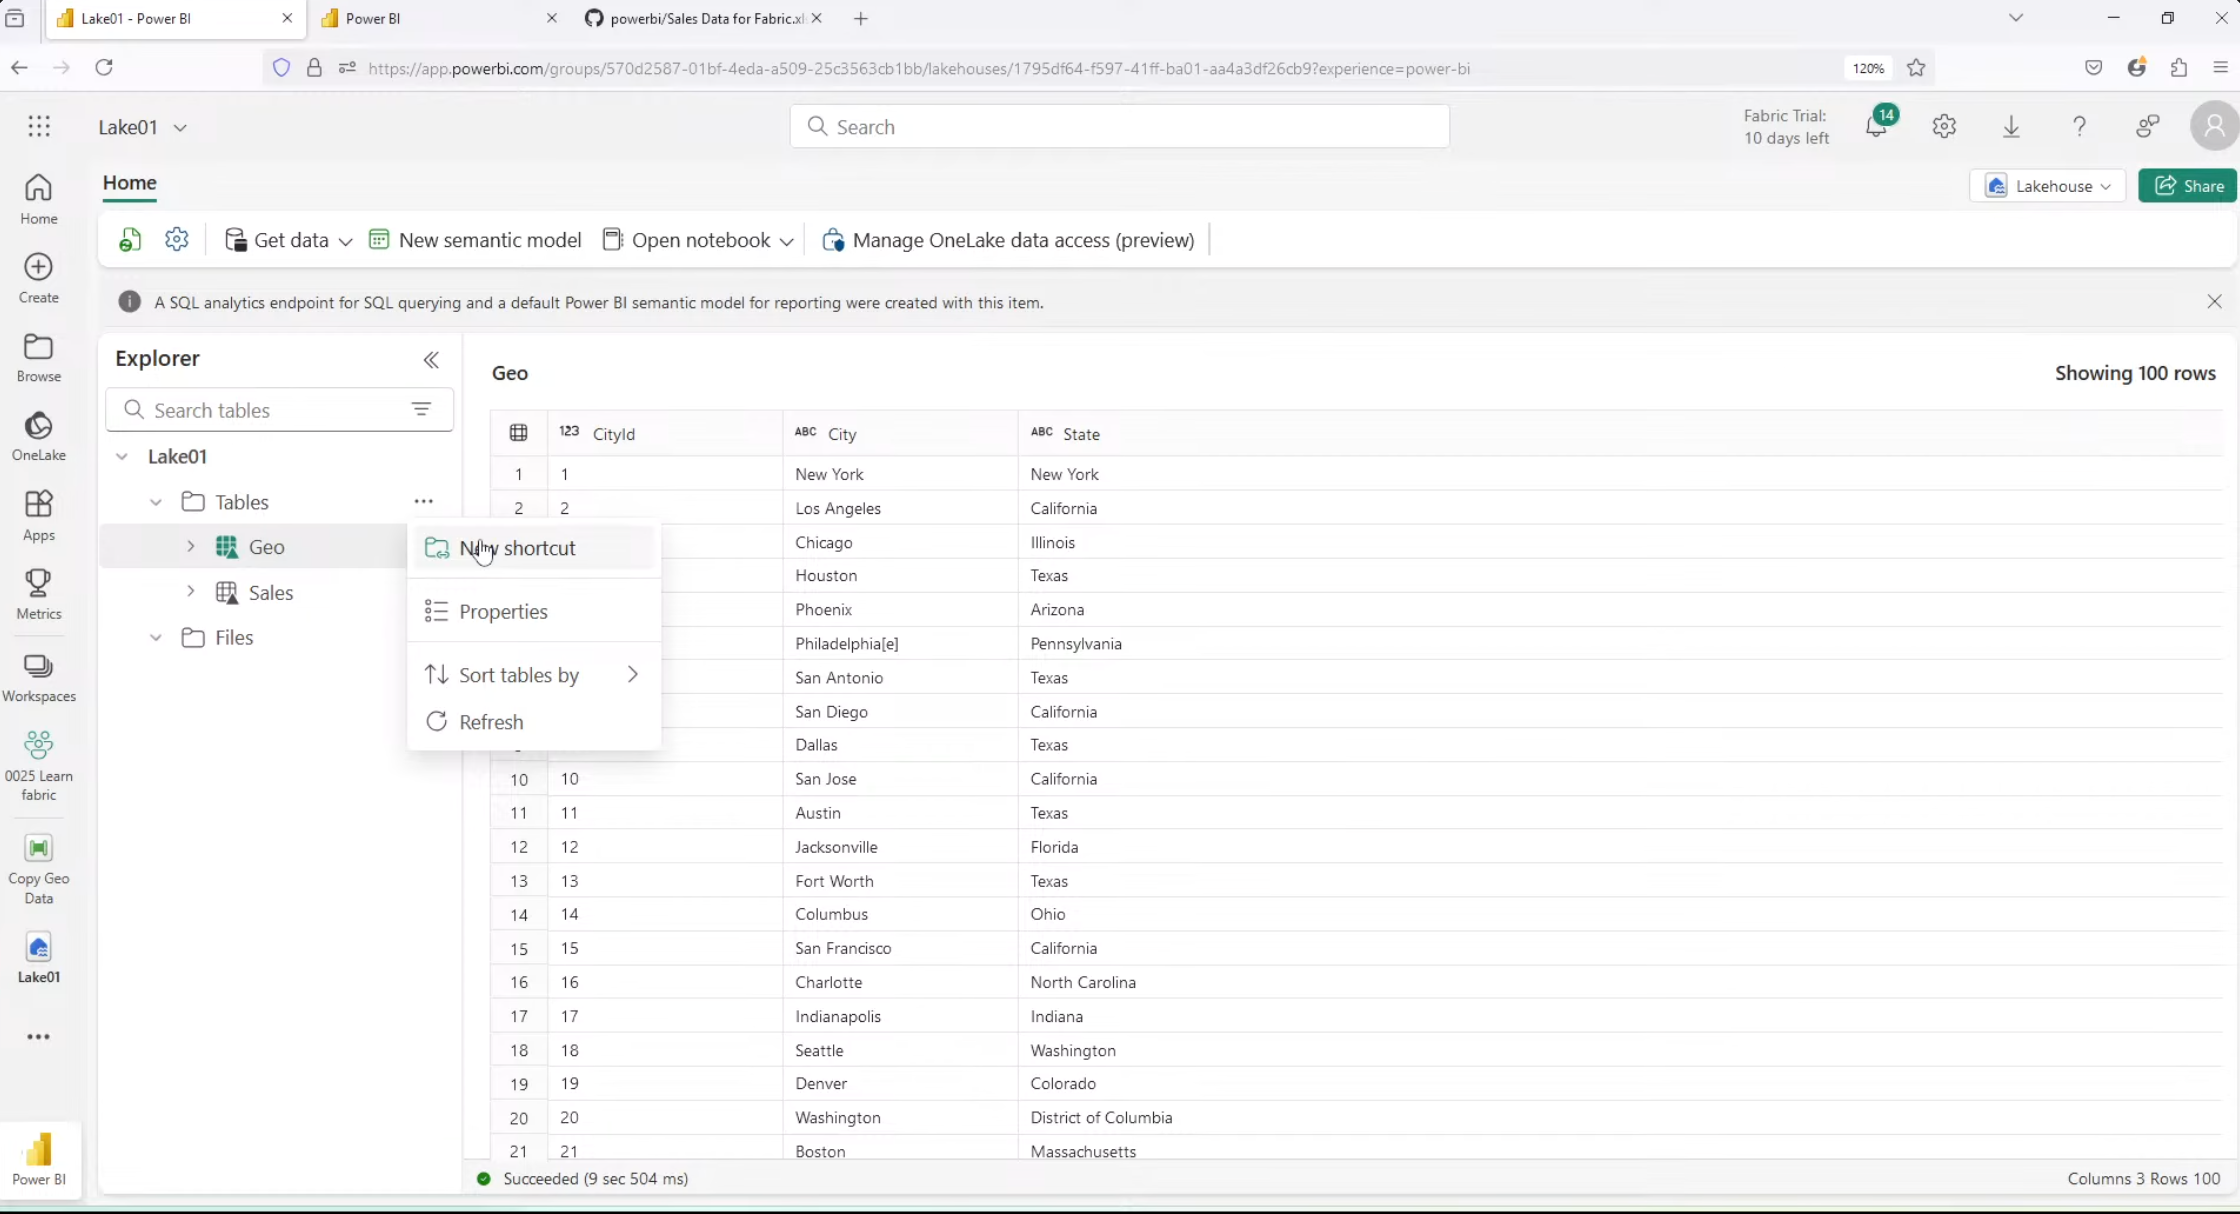 Lake01 - Power BI
Power BI
powerbi/Sales Data for Fabric.xl
https://app.powerbi.com/groups/570d2587-01bf-4eda-a509-25c3563cb1bb/lakehouses/1795df64-f597-41ff-ba01-aa4a3df26cb9?experience=power-bi
120%
Lake01
Search
Fabric Trial:
10 days left
14
Home
Lakehouse
Share
Get data
New semantic model
Open notebook
Manage OneLake data access (preview)
A SQL analytics endpoint for SQL querying and a default Power BI semantic model for reporting were created with this item.
Home
Create
Browse
OneLake
Apps
Metrics
Workspaces
0025 Learn
fabric
Copy Geo
Data
Lake01
Power BI
Explorer
Search tables
Lake01
Tables
Geo
Sales
Files
New shortcut
Properties
Sort tables by
Refresh
Geo
Showing 100 rows
123 CityId ABC City ABC State
1 1 New York New York
2 2 Los Angeles California
Chicago Illinois
Houston Texas
Phoenix Arizona
Philadelphia[e] Pennsylvania
San Antonio Texas
San Diego California
Dallas Texas
10 10 San Jose California
11 11 Austin Texas
12 12 Jacksonville Florida
13 13 Fort Worth Texas
14 14 Columbus Ohio
15 15 San Francisco California
16 16 Charlotte North Carolina
17 17 Indianapolis Indiana
18 18 Seattle Washington
19 19 Denver Colorado
20 20 Washington District of Columbia
21 21 Boston Massachusetts
Succeeded (9 sec 504 ms)
Columns 3 Rows 100